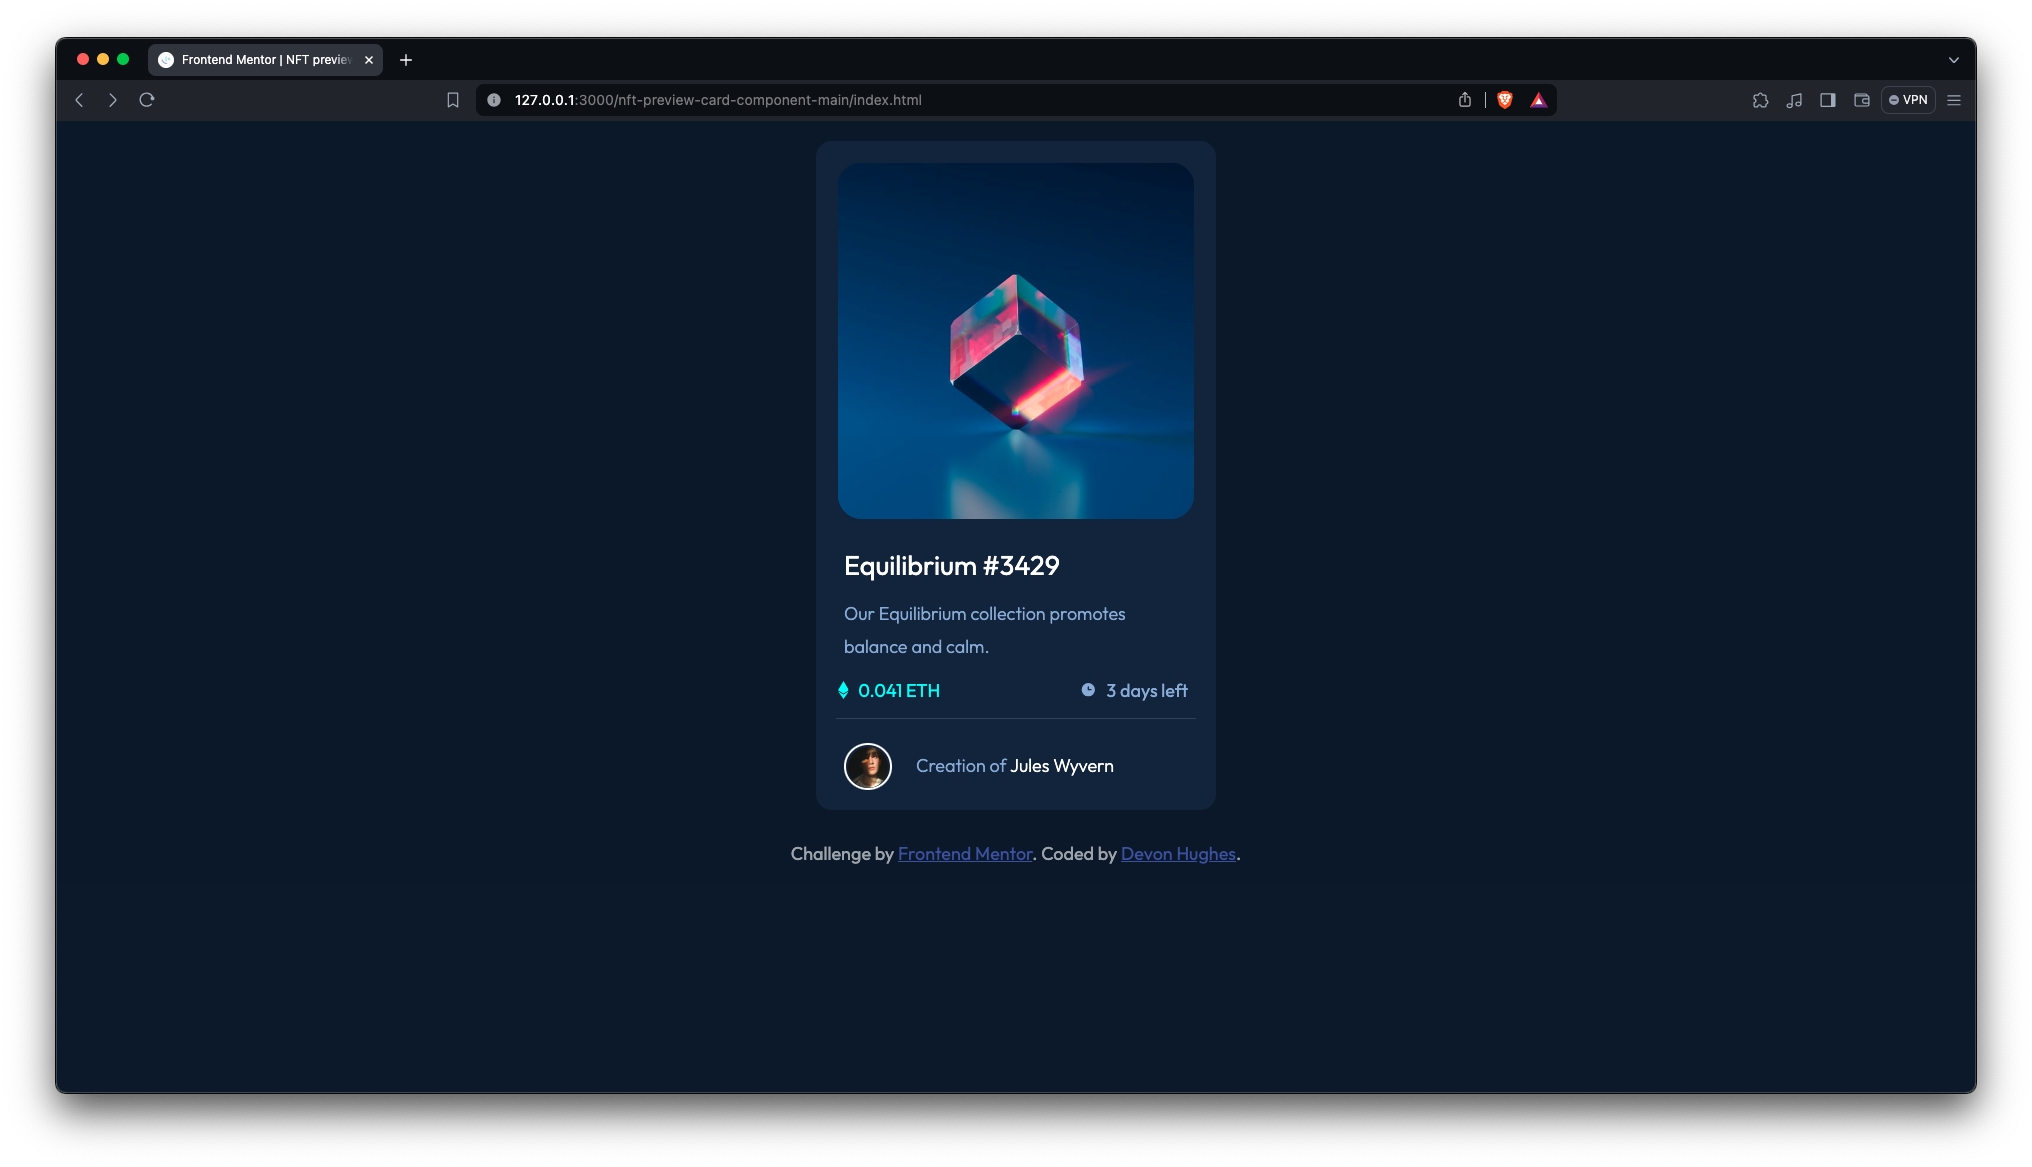 Frontend Mentor | NFT preview
127.0.0.1:3000/nft-preview-card-component-main/index.html
VPN
Equilibrium #3429
Our Equilibrium collection promotes
balance and calm.
0.041 ETH
3 days left
Creation of Jules Wyvern
Challenge by Frontend Mentor. Coded by Devon Hughes.